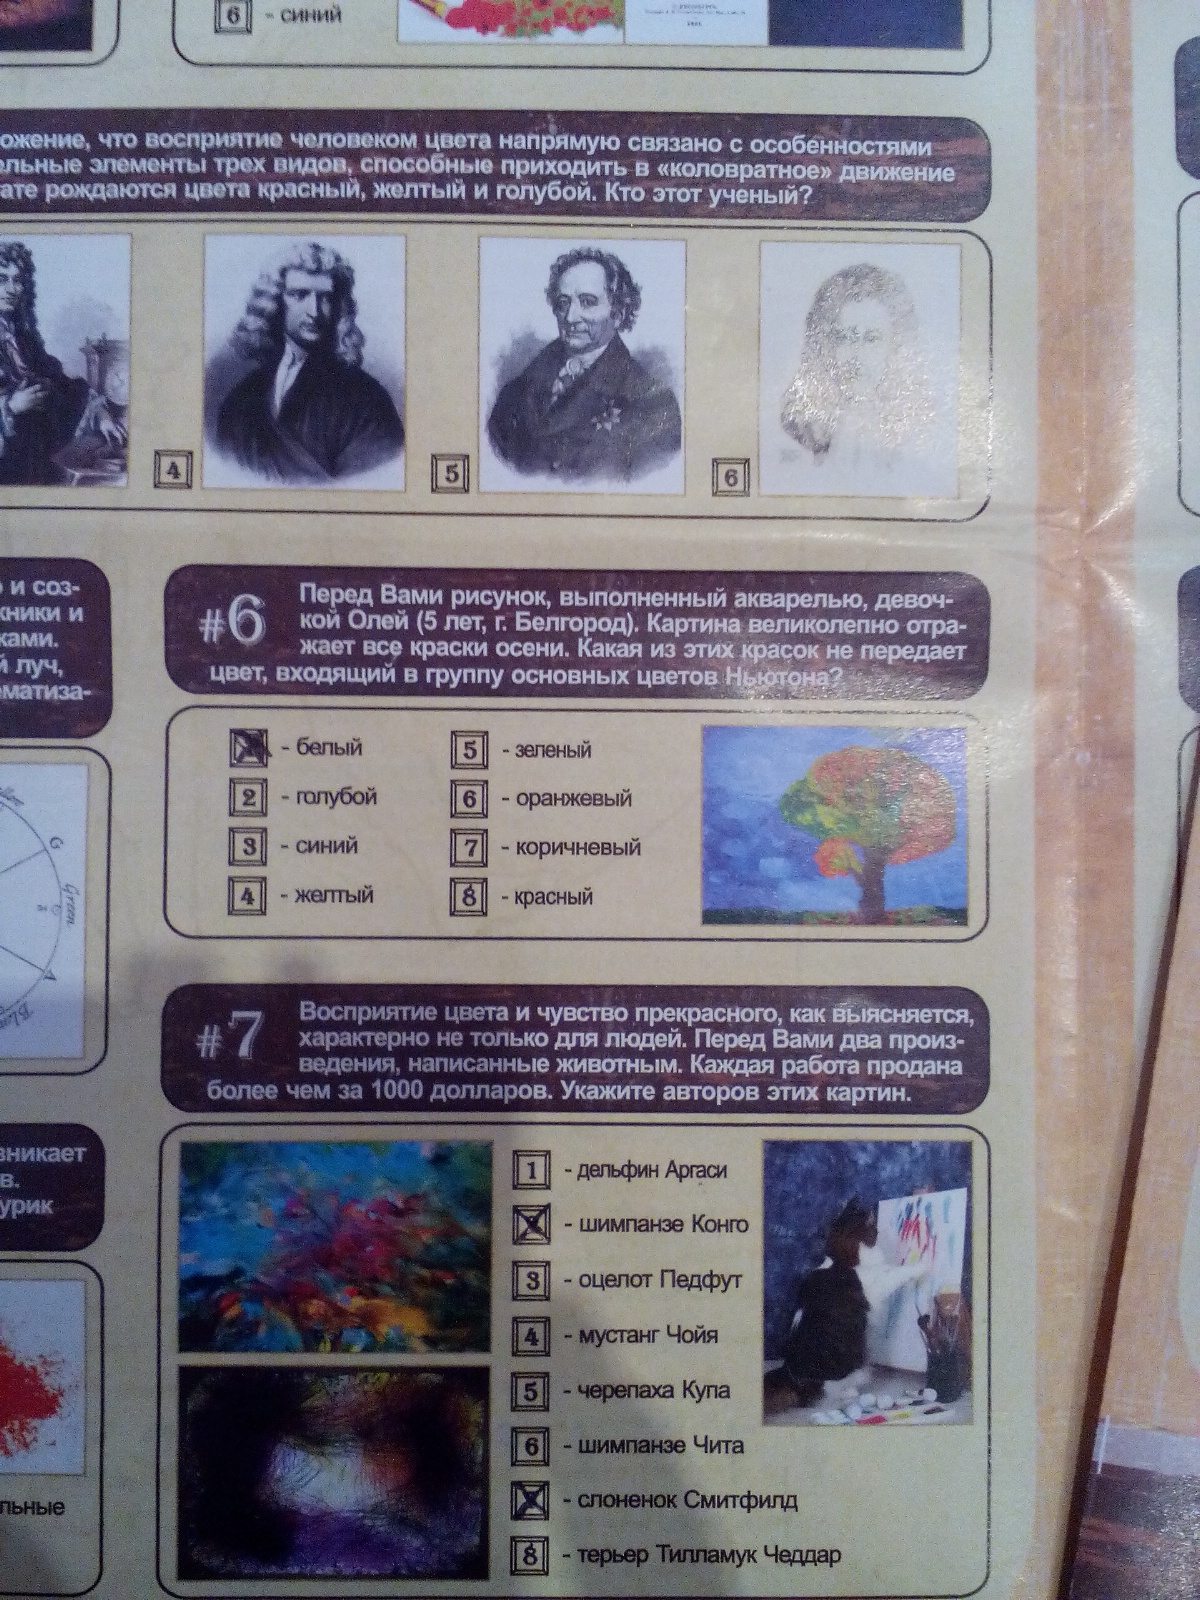 6 - синий
ожение, что восприятие человеком цвета напрямую связано с особенностями
ельные элементы трех видов, способные приходить в «коловратное» движение
ате рождаются цвета красный, желтый и голубой. Кто этот ученый?
4
5
6
о и соз-
жники и
ками.
й луч,
ематиза-
G
Green
A
#6
Перед Вами рисунок, выполненный акварелью, девоч-
кой Олей (5 лет, г. Белгород). Картина великолепно отра-
жает все краски осени. Какая из этих красок не передает
цвет, входящий в группу основных цветов Ньютона?
- белый
2 - голубой
3 - синий
4 - желтый
5 - зеленый
6 - оранжевый
7 - коричневый
8 - красный
#7
Восприятие цвета и чувство прекрасного, как выясняется,
характерно не только для людей. Перед Вами два произ-
ведения, написанные животным. Каждая работа продана
более чем за 1000 долларов. Укажите авторов этих картин.
зникает
в.
урик
льные
1 - дельфин Аргаси
- шимпанзе Конго
3 - оцелот Педфут
4 - мустанг Чойя
5 - черепаха Купа
6 - шимпанзе Чита
- слоненок Смитфилд
8 - терьер Тилламук Чеддар